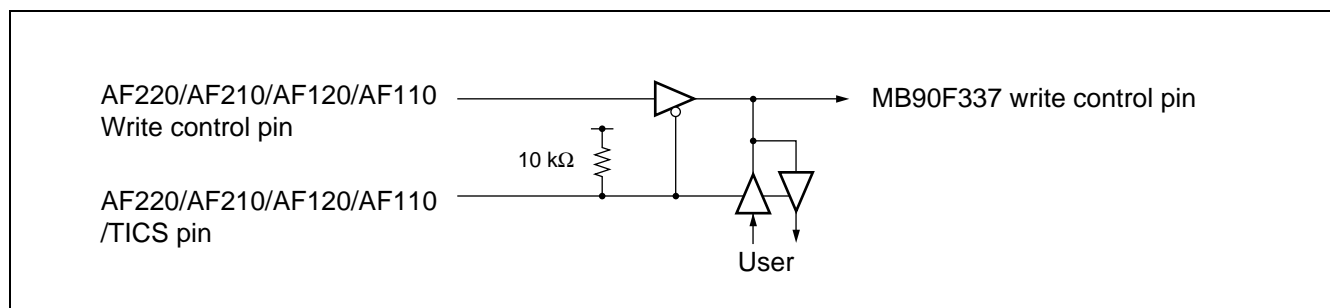 AF220/AF210/AF120/AF110
Write control pin
MB90F337 write control pin
10 kΩ
AF220/AF210/AF120/AF110
/TICS pin
User